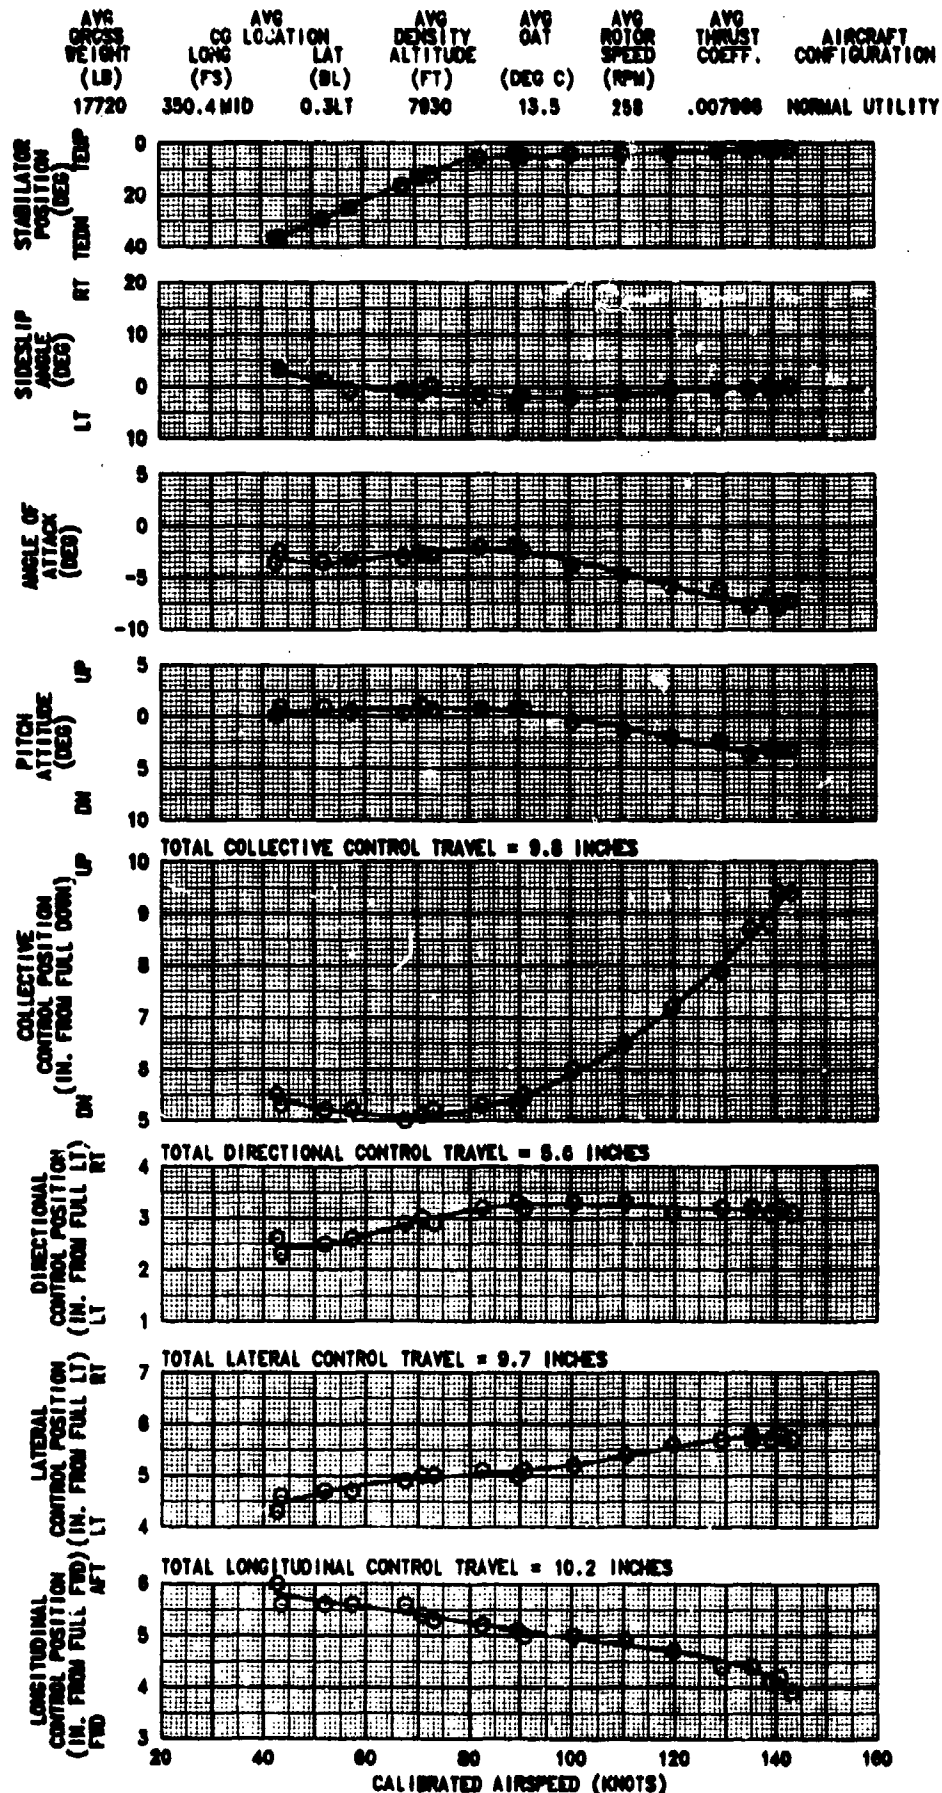 AVG AVG AVG AVG AVG AVG
GROSS CG LOCATION DENSITY OAT ROTOR THRUST AIRCRAFT
WEIGHT LONG LAT ALTITUDE SPEED COEFF. CONFIGURATION
(LB) (FS) (BL) (FT) (DEG C) (RPM)
17720 350.4 MID 0.3LT 7930 13.5 258 NORMAL UTILITY
STABILATOR
POSITION
(DEG)
TEDN TEUP
0
20
40
SIDESLIP
ANGLE
(DEG)
LT RT
20
10
0
10
ANGLE OF
ATTACK
(DEG)
5
0
-5
-10
PITCH
ATTITUDE
(DEG)
DN UP
5
0
5
10
TOTAL COLLECTIVE CONTROL TRAVEL = 9.8 INCHES
COLLECTIVE
CONTROL POSITION
(IN. FROM FULL DOWN)
DN UP
10
9
8
7
6
5
TOTAL DIRECTIONAL CONTROL TRAVEL = 5.6 INCHES
DIRECTIONAL
CONTROL POSITION
(IN. FROM FULL LT)
LT RT
4
3
2
1
TOTAL LATERAL CONTROL TRAVEL = 9.7 INCHES
LATERAL
CONTROL POSITION
(IN. FROM FULL LT)
LT RT
7
6
5
4
TOTAL LONGITUDINAL CONTROL TRAVEL = 10.2 INCHES
LONGITUDINAL
CONTROL POSITION
(IN. FROM FULL FWD)
FWD AFT
6
5
4
3
20 40 60 80 100 120 140 160
CALIBRATED AIRSPEED (KNOTS)